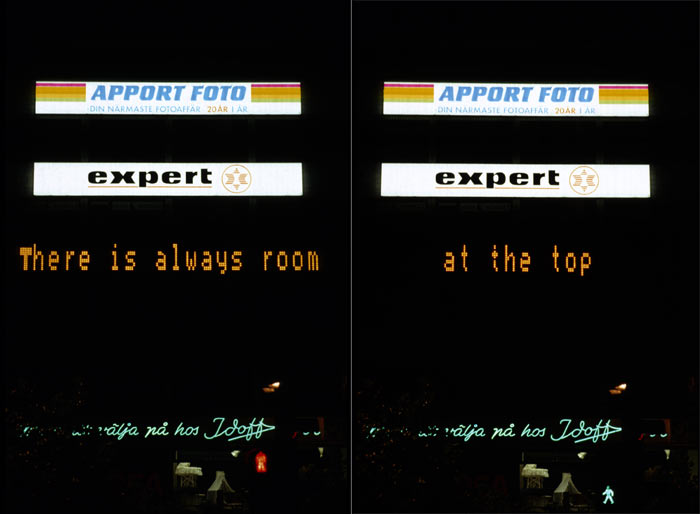 APPORT FOTO
DIN NÄRMASTE FOTOAFFÄR 20 ÅR I ÅR
expert
There is always room
välja på hos Idoff
APPORT FOTO
DIN NÄRMASTE FOTOAFFÄR 20 ÅR I ÅR
expert
at the top
välja på hos Idoff